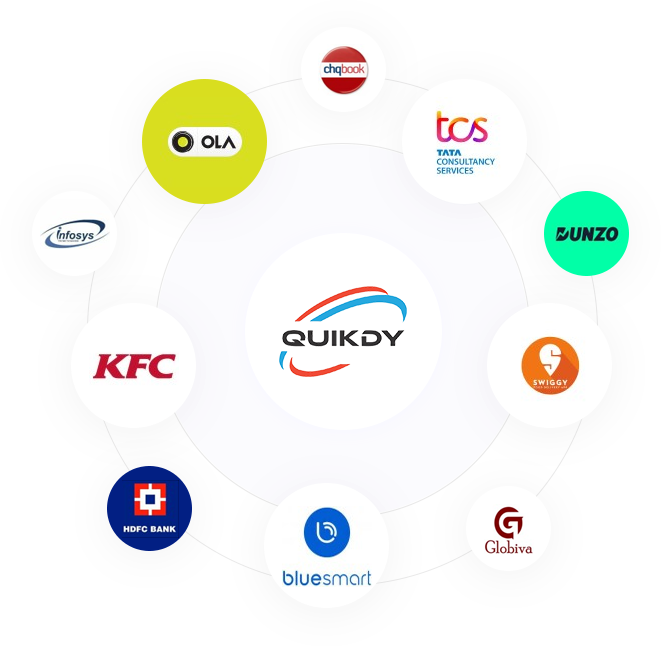 chqbook
OLA
tcs
TATA
CONSULTANCY
SERVICES
Infosys
DUNZO
QUIKDY
KFC
SWIGGY
HDFC BANK
bluesmart
Globiva